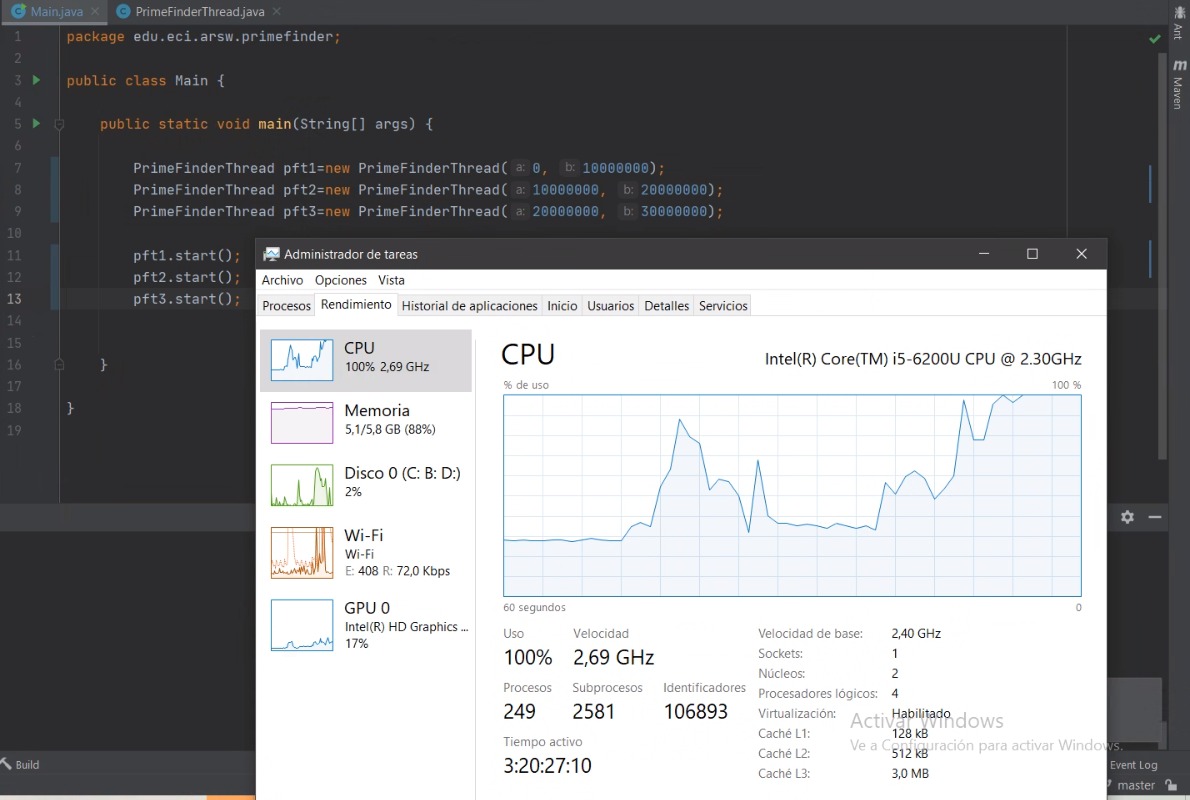 Main.java
PrimeFinderThread.java
1 package edu.eci.arsw.primefinder;
2
3 public class Main {
4
5 public static void main(String[] args) {
6
7 PrimeFinderThread pft1=new PrimeFinderThread( a: 0, b: 10000000);
8 PrimeFinderThread pft2=new PrimeFinderThread( a: 10000000, b: 20000000);
9 PrimeFinderThread pft3=new PrimeFinderThread( a: 20000000, b: 30000000);
10
11 pft1.start();
12 pft2.start();
13 pft3.start();
14
15
16 }
17
18 }
19
Ant
m Maven
Administrador de tareas
Archivo Opciones Vista
Procesos Rendimiento Historial de aplicaciones Inicio Usuarios Detalles Servicios
CPU
100% 2,69 GHz
Memoria
5,1/5,8 GB (88%)
Disco 0 (C: B: D:)
2%
Wi-Fi
Wi-Fi
E: 408 R: 72,0 Kbps
GPU 0
Intel(R) HD Graphics ...
17%
CPU
Intel(R) Core(TM) i5-6200U CPU @ 2.30GHz
% de uso 100 %
60 segundos 0
Uso Velocidad
100% 2,69 GHz
Procesos Subprocesos Identificadores
249 2581 106893
Tiempo activo
3:20:27:10
Velocidad de base: 2,40 GHz
Sockets: 1
Núcleos: 2
Procesadores lógicos: 4
Virtualización: Habilitado
Caché L1: 128 kB
Caché L2: 512 kB
Caché L3: 3,0 MB
Activar Windows
Ve a Configuración para activar Windows.
Build
Event Log
master